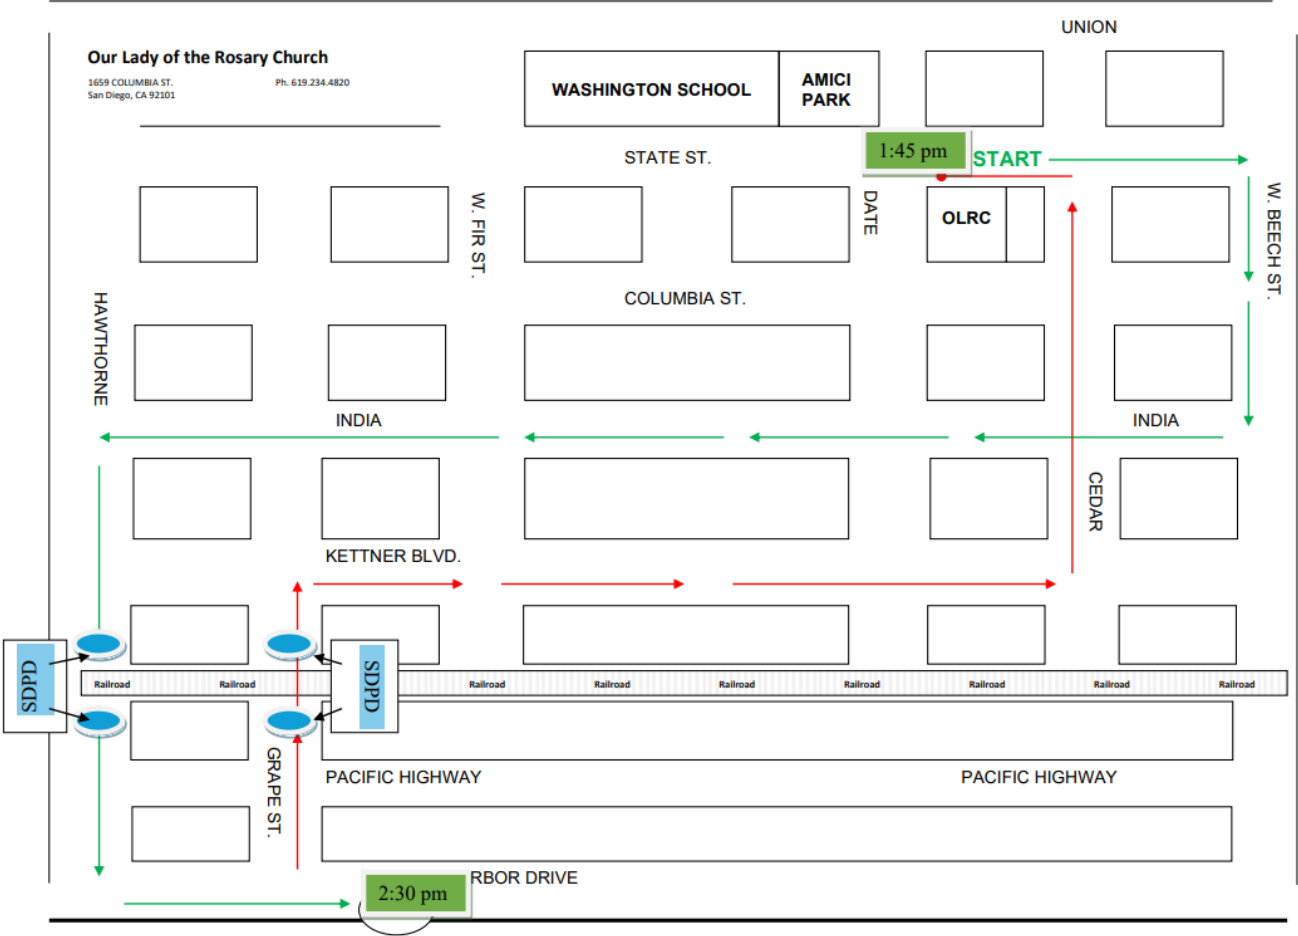 UNION
Our Lady of the Rosary Church
1659 COLUMBIA ST. Ph. 619.234.4820
San Diego, CA 92101
WASHINGTON SCHOOL
AMICI
PARK
STATE ST.
1:45 pm
START
W. FIR ST.
DATE
OLRC
W. BEECH ST.
COLUMBIA ST.
HAWTHORNE
INDIA
INDIA
CEDAR
KETTNER BLVD.
SDPD
SDPD
Railroad Railroad Railroad Railroad Railroad Railroad Railroad Railroad Railroad
GRAPE ST.
PACIFIC HIGHWAY
PACIFIC HIGHWAY
RBOR DRIVE
2:30 pm